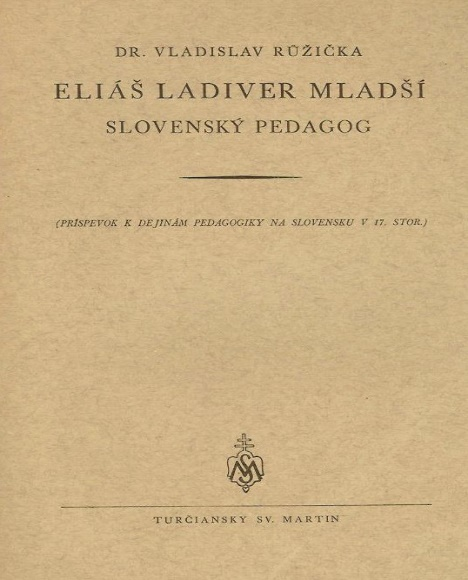 DR. VLADISLAV RŮŽIČKA
ELIÁŠ LADIVER MLADŠÍ
SLOVENSKÝ PEDAGOG
(PRÍSPEVOK K DEJINÁM PEDAGOGIKY NA SLOVENSKU V 17. STOR.)
TURČIANSKY SV. MARTIN